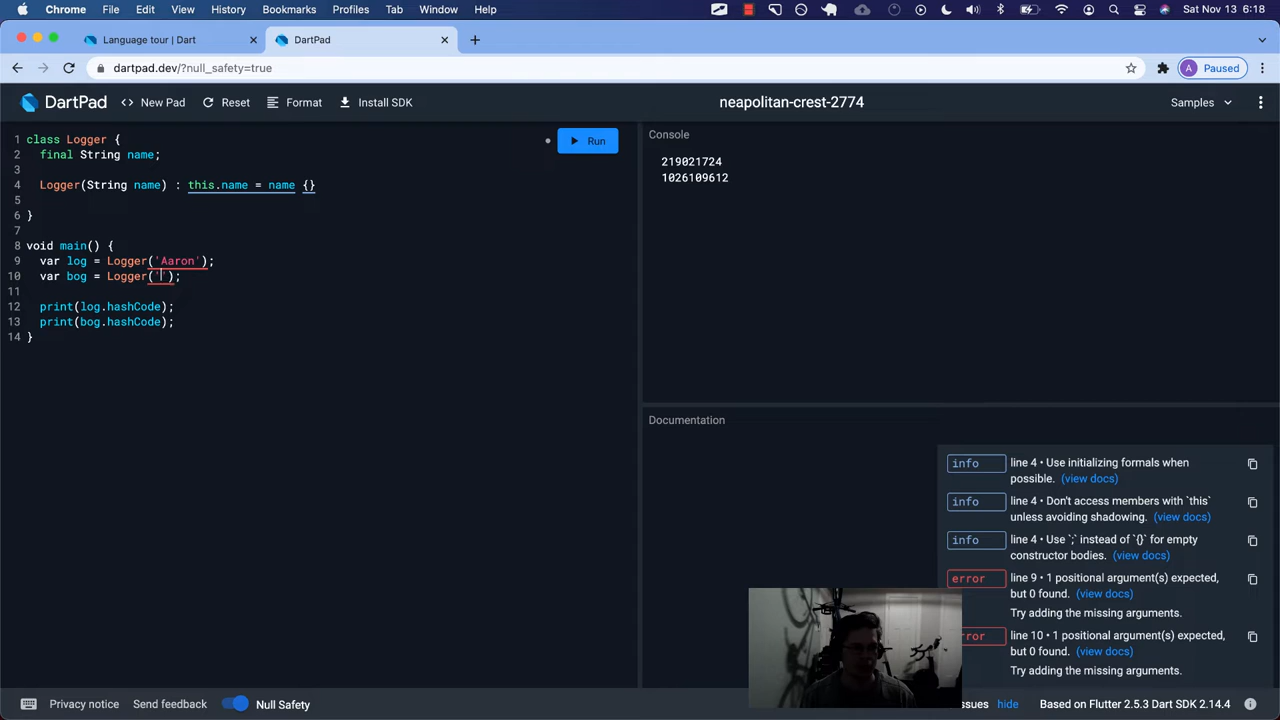 Chrome File Edit View History Bookmarks Profiles Tab Window Help Sat Nov 13 6:18
Language tour | Dart DartPad
dartpad.dev/?null_safety=true A Paused
DartPad <> New Pad Reset Format Install SDK neapolitan-crest-2774 Samples
1 class Logger {
2 final String name;
3
4 Logger(String name) : this.name = name {}
5
6 }
7
8 void main() {
9 var log = Logger('Aaron');
10 var bog = Logger('');
11
12 print(log.hashCode);
13 print(bog.hashCode);
14 }
Run
Console
219021724
1026109612
Documentation
info line 4 • Use initializing formals when
possible. (view docs)
info line 4 • Don't access members with `this`
unless avoiding shadowing. (view docs)
info line 4 • Use `;` instead of `{}` for empty
constructor bodies. (view docs)
error line 9 • 1 positional argument(s) expected,
but 0 found. (view docs)
Try adding the missing arguments.
rror line 10 • 1 positional argument(s) expected,
but 0 found. (view docs)
Try adding the missing arguments.
Privacy notice Send feedback Null Safety ssues hide Based on Flutter 2.5.3 Dart SDK 2.14.4